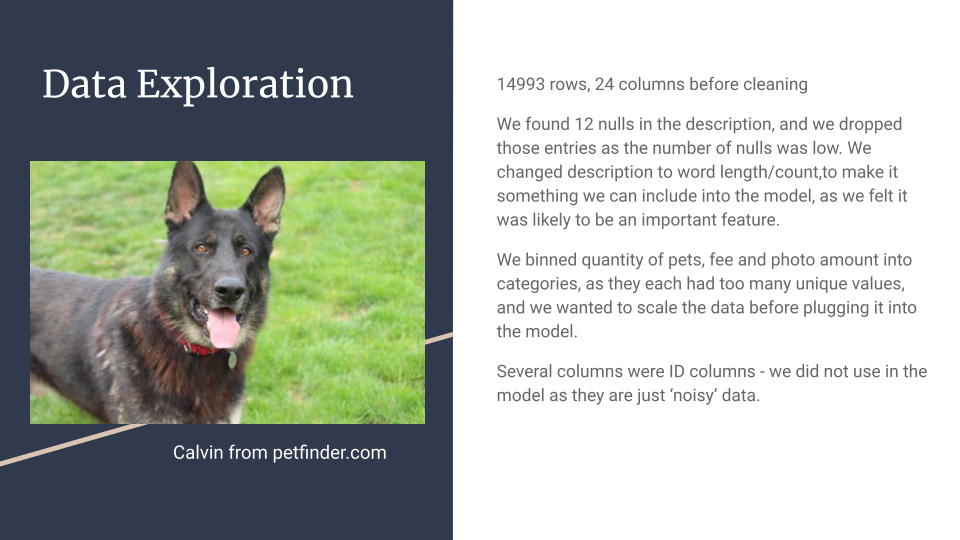 Data Exploration
Calvin from petfinder.com
14993 rows, 24 columns before cleaning
We found 12 nulls in the description, and we dropped
those entries as the number of nulls was low. We
changed description to word length/count,to make it
something we can include into the model, as we felt it
was likely to be an important feature.
We binned quantity of pets, fee and photo amount into
categories, as they each had too many unique values,
and we wanted to scale the data before plugging it into
the model.
Several columns were ID columns - we did not use in the
model as they are just ‘noisy’ data.